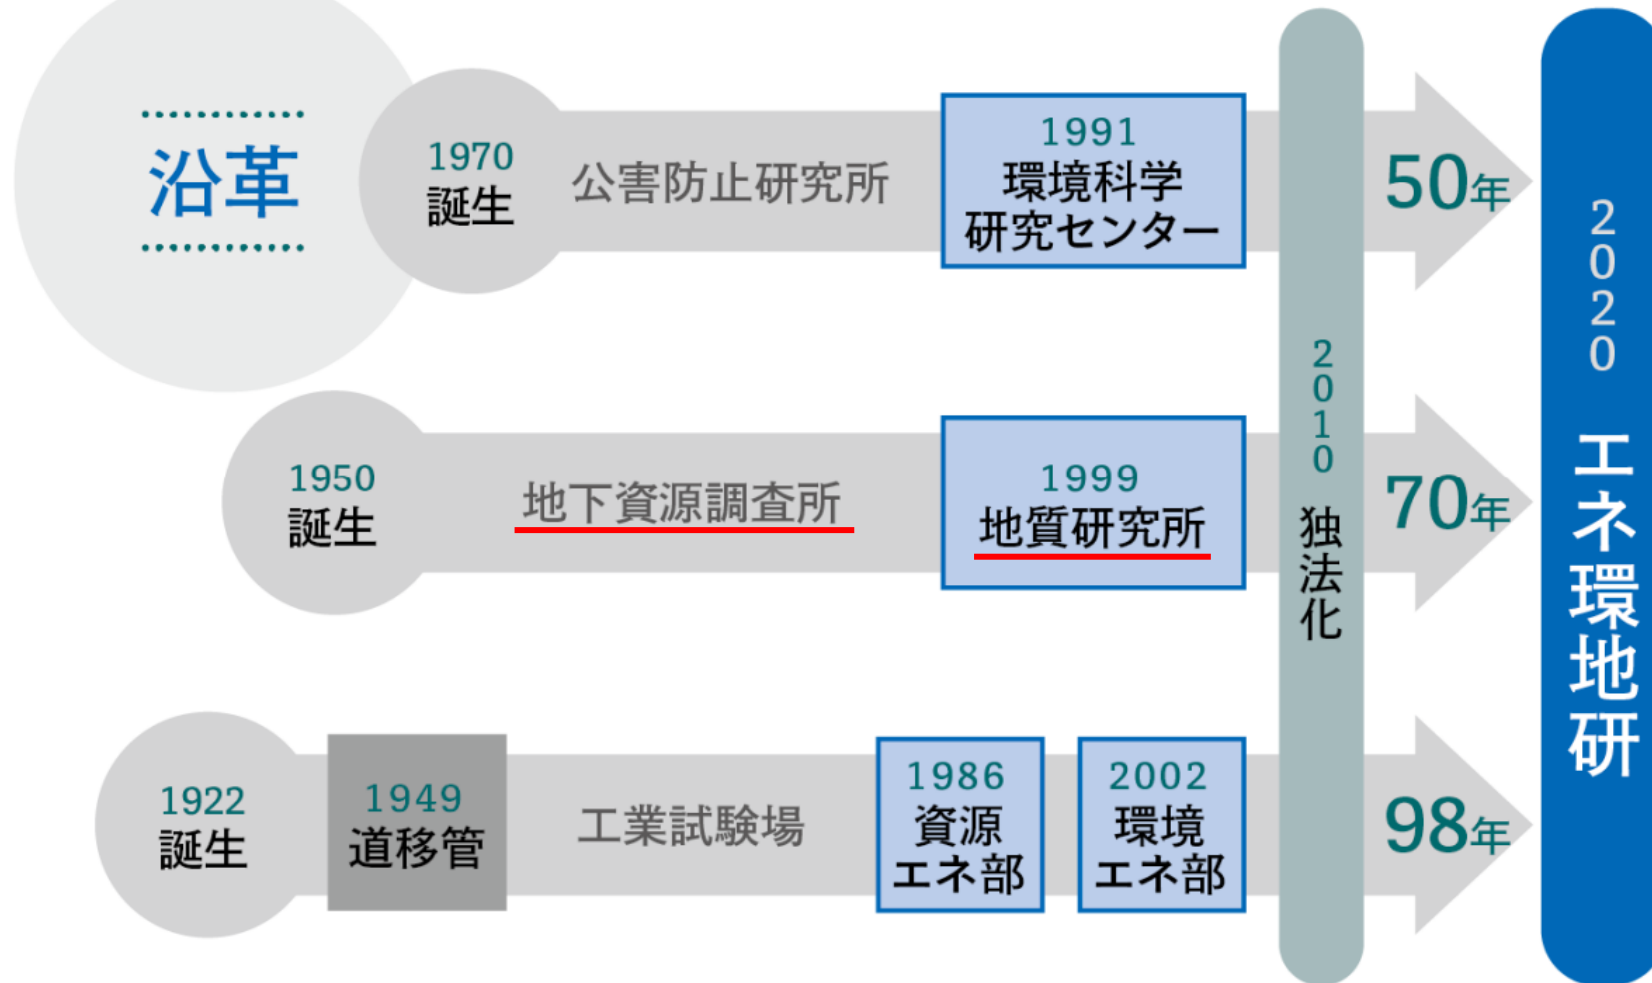 沿革
1970
誕生
公害防止研究所
1991
環境科学
研究センター
50年
1950
誕生
地下資源調査所
1999
地質研究所
70年
1922
誕生
1949
道移管
工業試験場
1986
資源
エネ部
2002
環境
エネ部
98年
2010 独法化
2020 エネ環地研